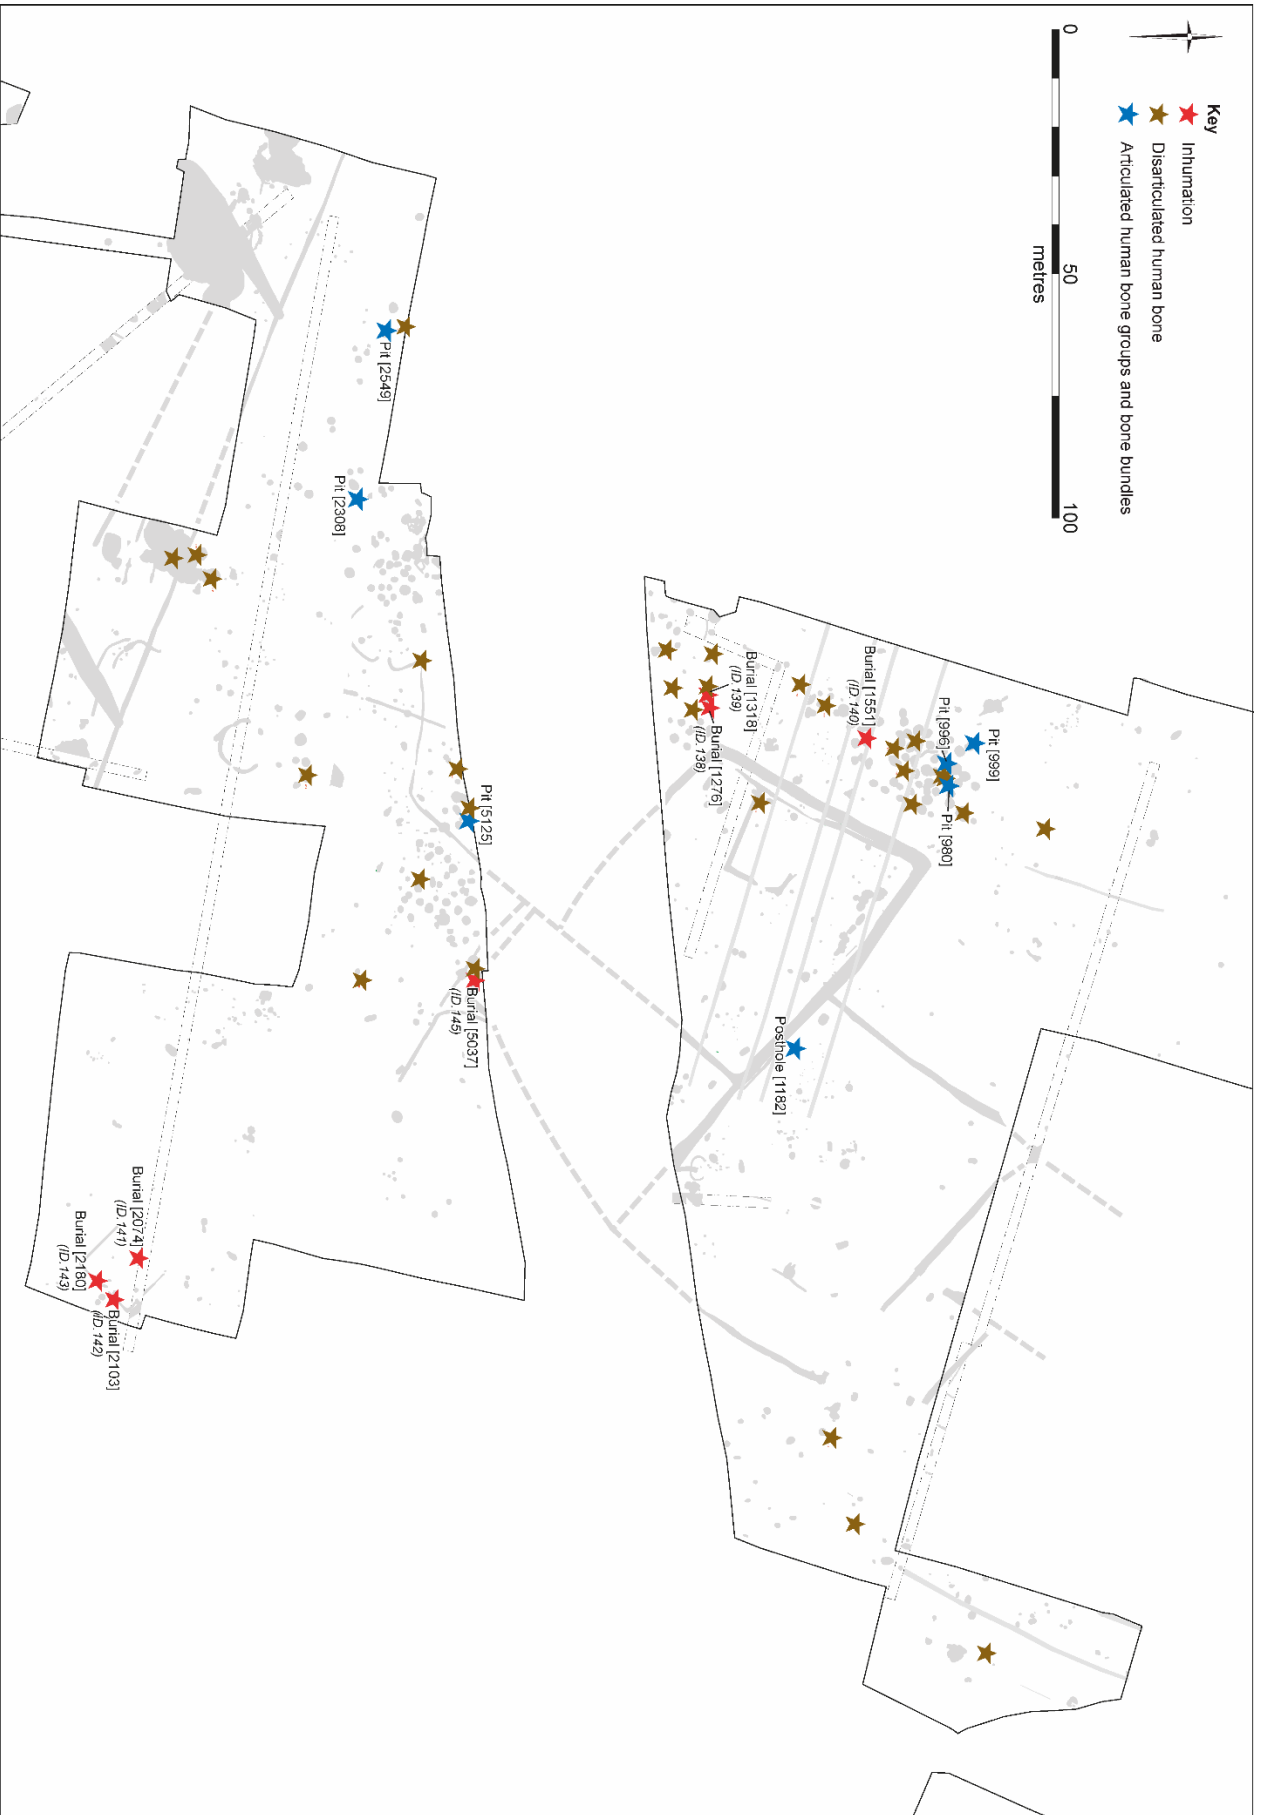 Key
Inhumation
Disarticulated human bone
Articulated human bone groups and bone bundles
0
50
100
metres
Pit [2549]
Pit [2308]
Pit [999]
Pit [996]
Pit [980]
Burial [1551]
(ID.140)
Burial [1318]
(ID.139)
Burial [1276]
(ID.138)
Posthole [1182]
Pit [5125]
Burial [5037]
(ID.145)
Burial [2074]
(ID.141)
Burial [2180]
(ID.143)
Burial [2103]
(ID.142)